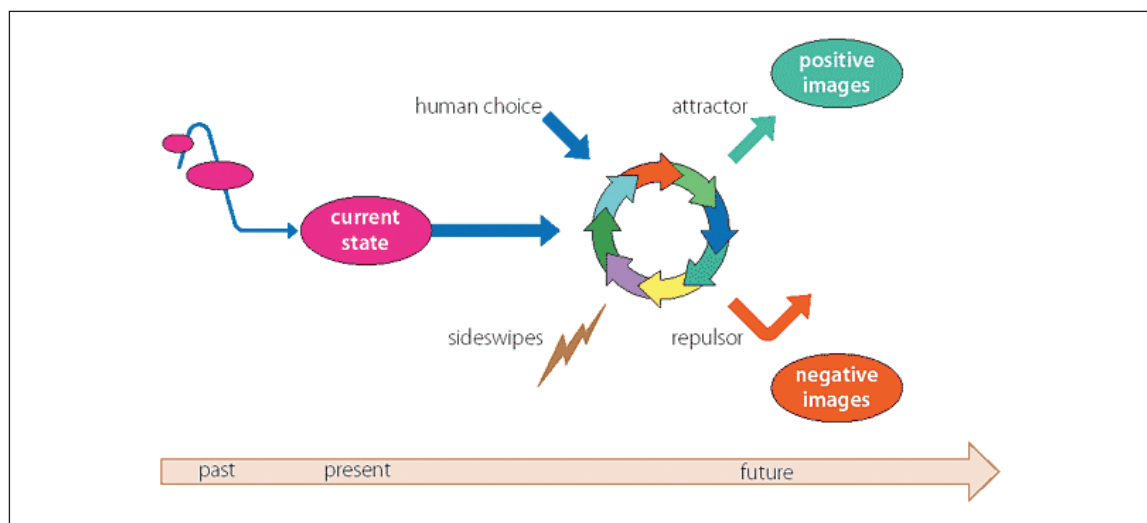 positive
images
human choice
attractor
current
state
sideswipes
repulsor
negative
images
past
present
future